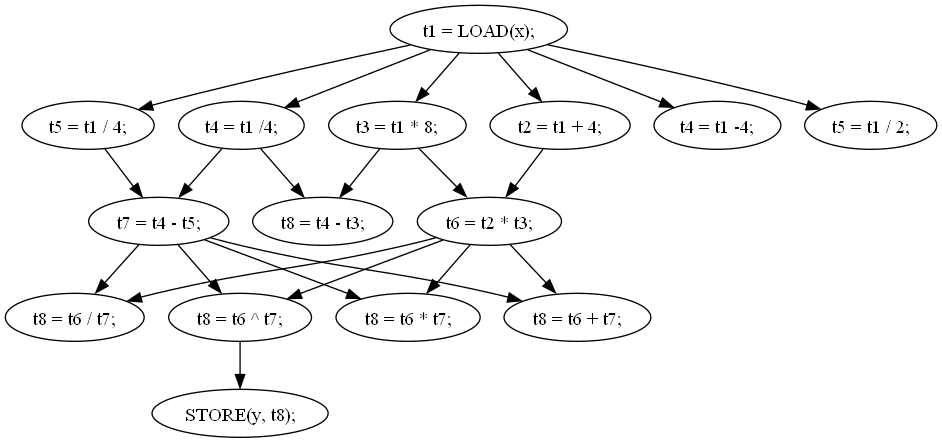 t1 = LOAD(x);
t5 = t1 / 4;
t4 = t1 /4;
t3 = t1 * 8;
t2 = t1 + 4;
t4 = t1 -4;
t5 = t1 / 2;
t7 = t4 - t5;
t8 = t4 - t3;
t6 = t2 * t3;
t8 = t6 / t7;
t8 = t6 ^ t7;
t8 = t6 * t7;
t8 = t6 + t7;
STORE(y, t8);